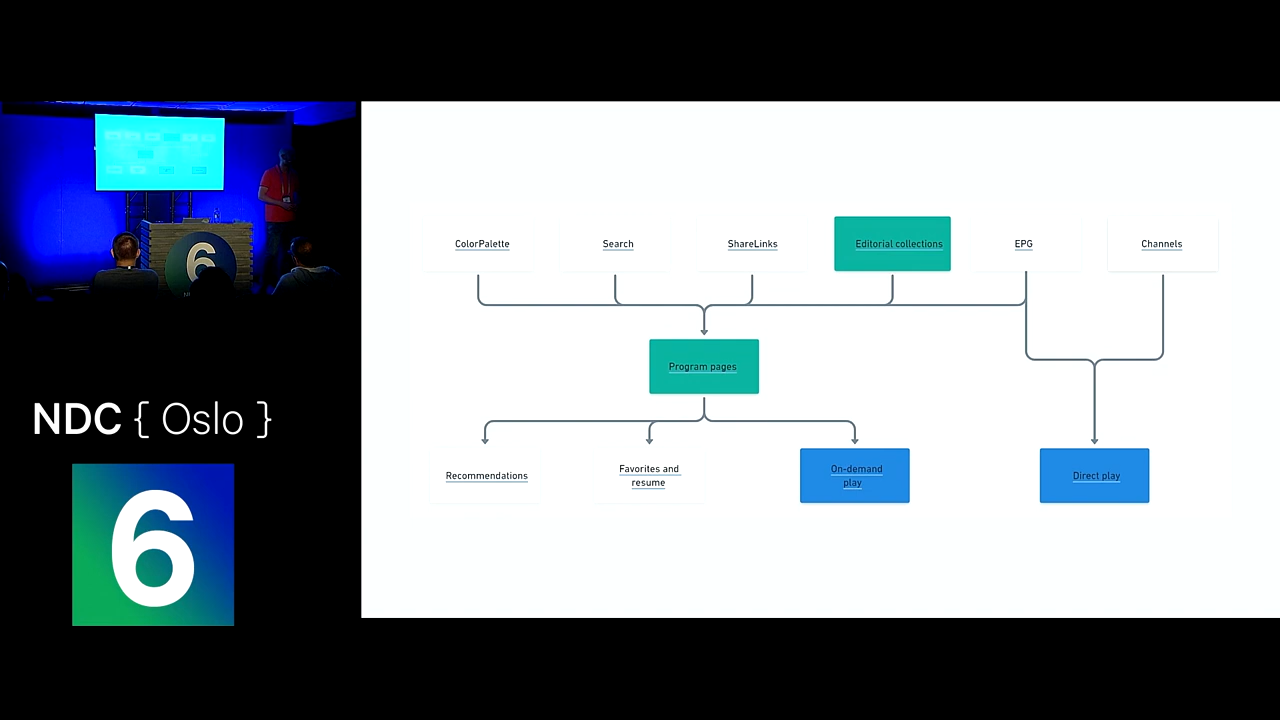 ColorPalette
Search
ShareLinks
Editorial collections
EPG
Channels
Program pages
Recommendations
Favorites and
resume
On-demand
play
Direct play
6
NDC { Oslo }
6